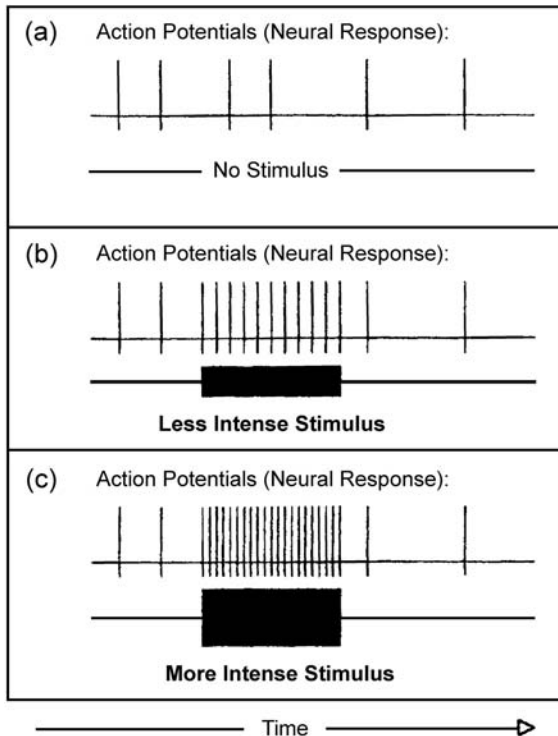 (a) Action Potentials (Neural Response):
No Stimulus
(b) Action Potentials (Neural Response):
Less Intense Stimulus
(c) Action Potentials (Neural Response):
More Intense Stimulus
Time